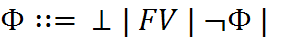 Φ ::= ⊥ | FV | ¬Φ |